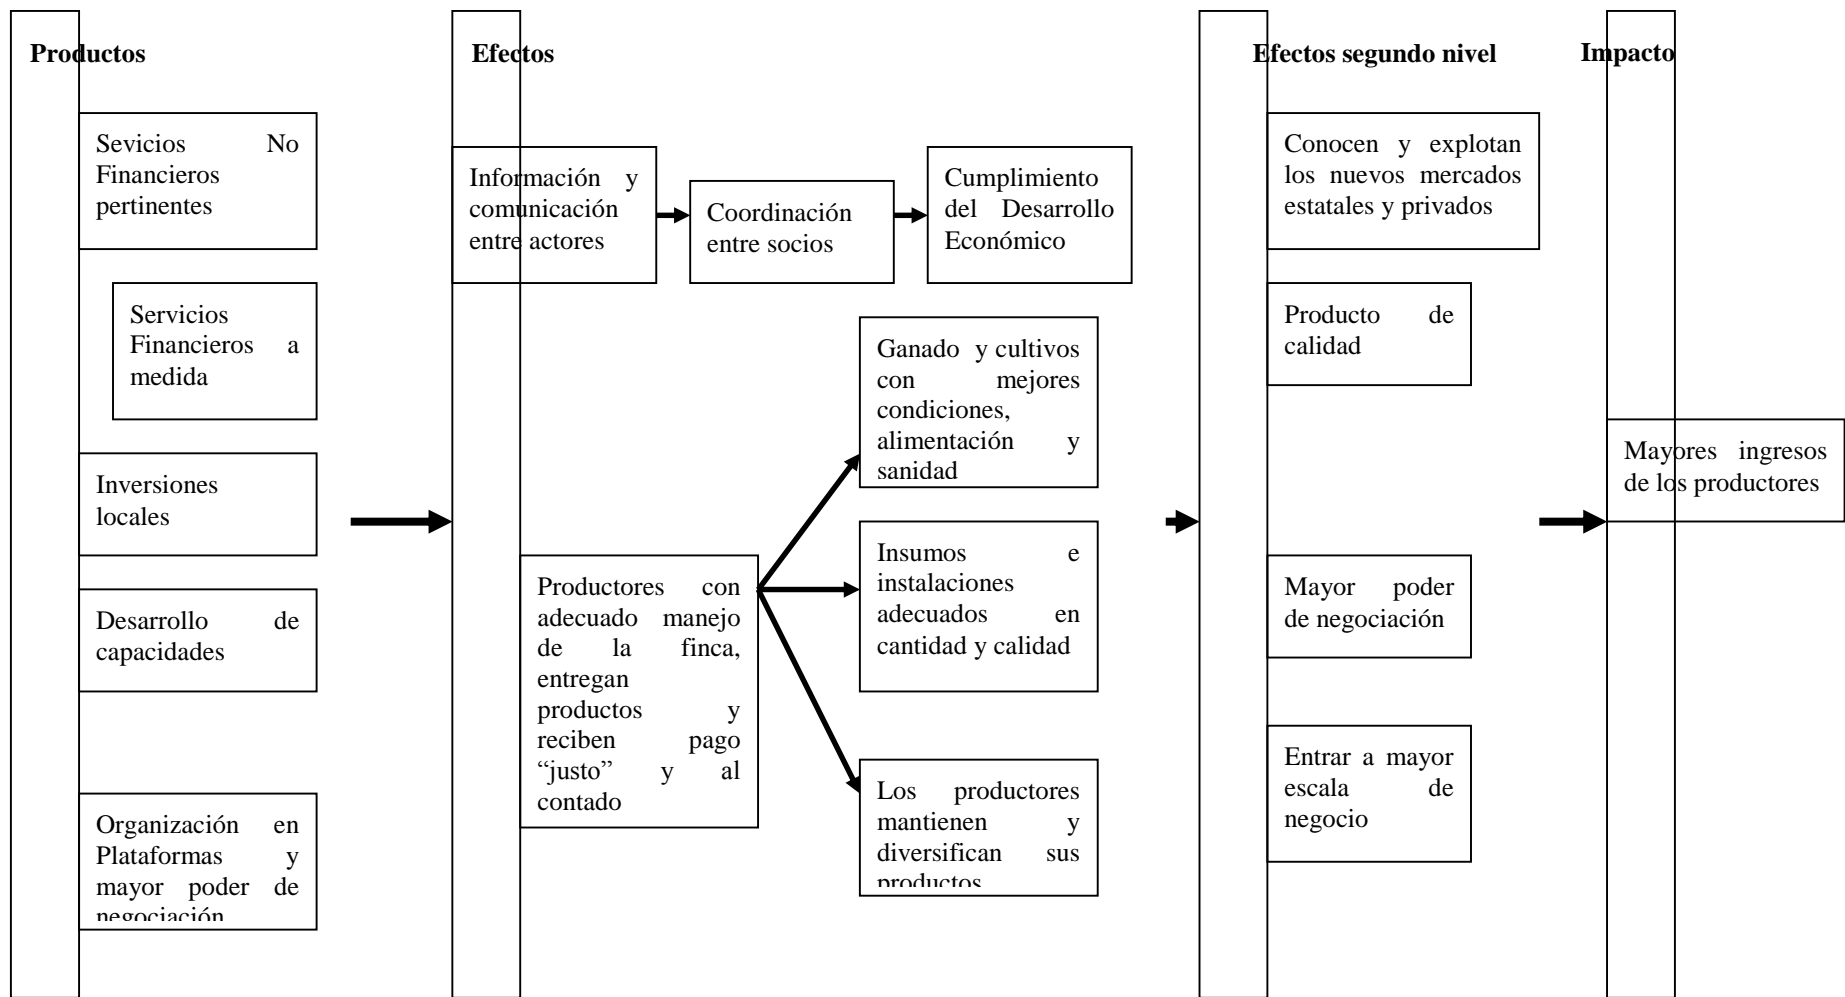 Productos
Sevicios No
Financieros
pertinentes
Servicios
Financieros a
medida
Inversiones
locales
Desarrollo de
capacidades
Organización en
Plataformas y
mayor poder de
negociación
Efectos
Información y
comunicación
entre actores
Coordinación
entre socios
Cumplimiento
del Desarrollo
Económico
Productores con
adecuado manejo
de la finca,
entregan
productos y
reciben pago
“justo” y al
contado
Ganado y cultivos
con mejores
condiciones,
alimentación y
sanidad
Insumos e
instalaciones
adecuados en
cantidad y calidad
Los productores
mantienen y
diversifican sus
productos
Efectos segundo nivel
Conocen y explotan
los nuevos mercados
estatales y privados
Producto de
calidad
Mayor poder
de negociación
Entrar a mayor
escala de
negocio
Impacto
Mayores ingresos
de los productores